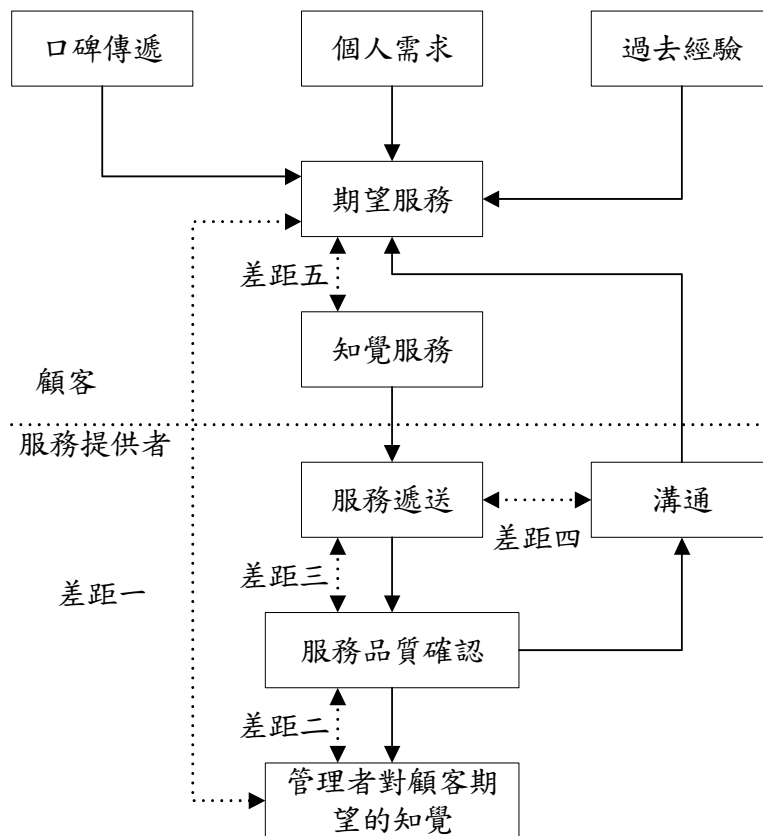 口碑傳遞
個人需求
過去經驗
期望服務
差距五
知覺服務
顧客
服務提供者
服務遞送
溝通
差距四
差距三
差距一
服務品質確認
差距二
管理者對顧客期
望的知覺